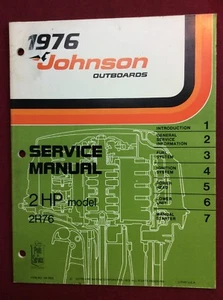 1976
Johnson
OUTBOARDS
SERVICE
MANUAL
2 HP model
2R76
INTRODUCTION 1
GENERAL
SERVICE
INFORMATION 2
FUEL
SYSTEM 3
IGNITION
SYSTEM 4
POWER
HEAD 5
LOWER
UNIT 6
MANUAL
STARTER 7